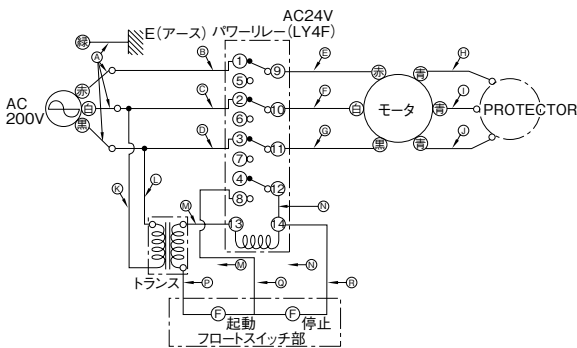 AC24V
E(アース) パワーリレー(LY4F)
緑
A
B
C
D
E
F
G
H
I
J
AC
200V
赤
白
黒
1
5
2
6
3
7
4
8
9
10
11
12
13
14
赤
白
黒
モータ
青
青
青
PROTECTOR
K
L
M
N
トランス
M
N
P
Q
R
F
起動
F
停止
フロートスイッチ部